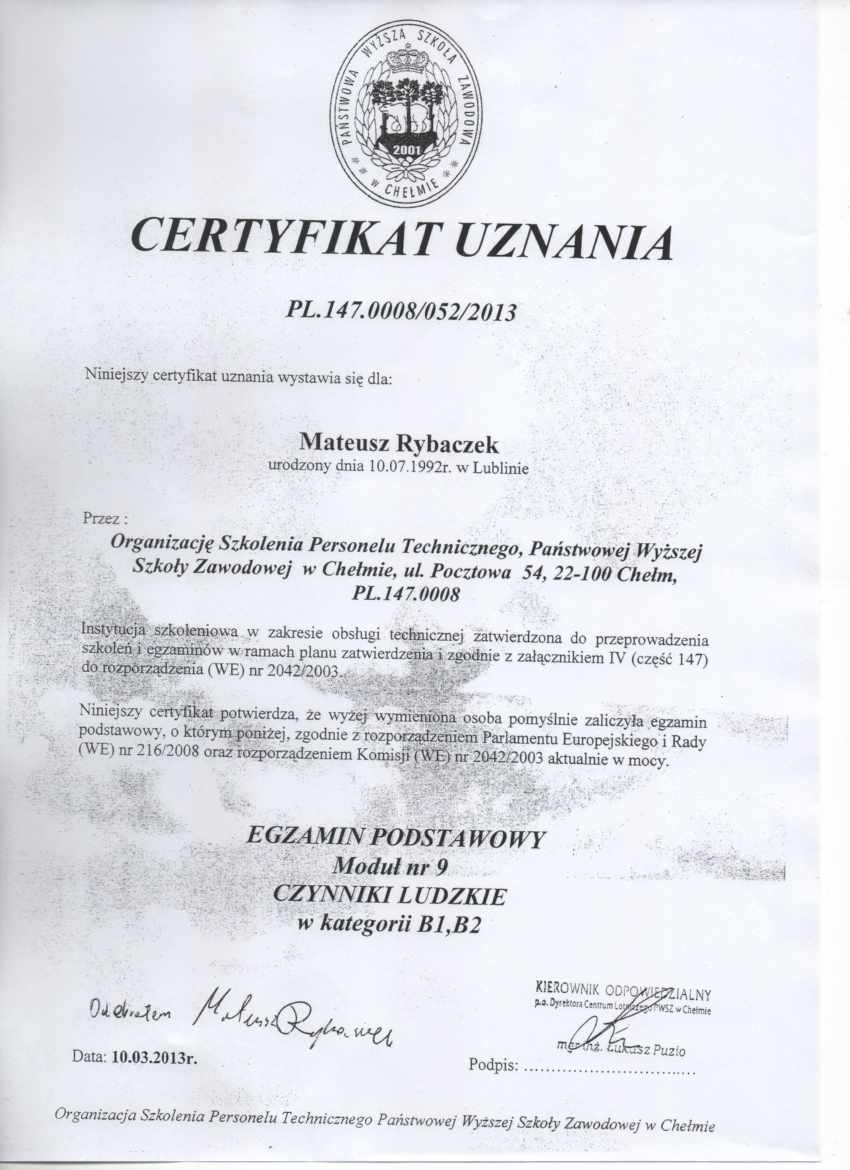 PAŃSTWOWA WYŻSZA SZKOŁA ZAWODOWA
2001
w CHEŁMIE
CERTYFIKAT UZNANIA
PL.147.0008/052/2013
Niniejszy certyfikat uznania wystawia się dla:
Mateusz Rybaczek
urodzony dnia 10.07.1992r. w Lublinie
Przez :
Organizację Szkolenia Personelu Technicznego, Państwowej Wyższej
Szkoły Zawodowej w Chełmie, ul. Pocztowa 54, 22-100 Chełm,
PL.147.0008
Instytucja szkoleniowa w zakresie obsługi technicznej zatwierdzona do przeprowadzenia
szkoleń i egzaminów w ramach planu zatwierdzenia i zgodnie z załącznikiem IV (część 147)
do rozporządzenia (WE) nr 2042/2003.
Niniejszy certyfikat potwierdza, że wyżej wymieniona osoba pomyślnie zaliczyła egzamin
podstawowy, o którym poniżej, zgodnie z rozporządzeniem Parlamentu Europejskiego i Rady
(WE) nr 216/2008 oraz rozporządzeniem Komisji (WE) nr 2042/2003 aktualnie w mocy.
EGZAMIN PODSTAWOWY
Moduł nr 9
CZYNNIKI LUDZKIE
w kategorii B1,B2
KIEROWNIK ODPOWIEDZIALNY
p.o. Dyrektora Centrum Lotniczego PWSZ w Chełmie
Odebrałem Mateusz Rybaczek
mgr inż. Łukasz Puzio
Data: 10.03.2013r.
Podpis: ................................
Organizacja Szkolenia Personelu Technicznego Państwowej Wyższej Szkoły Zawodowej w Chełmie